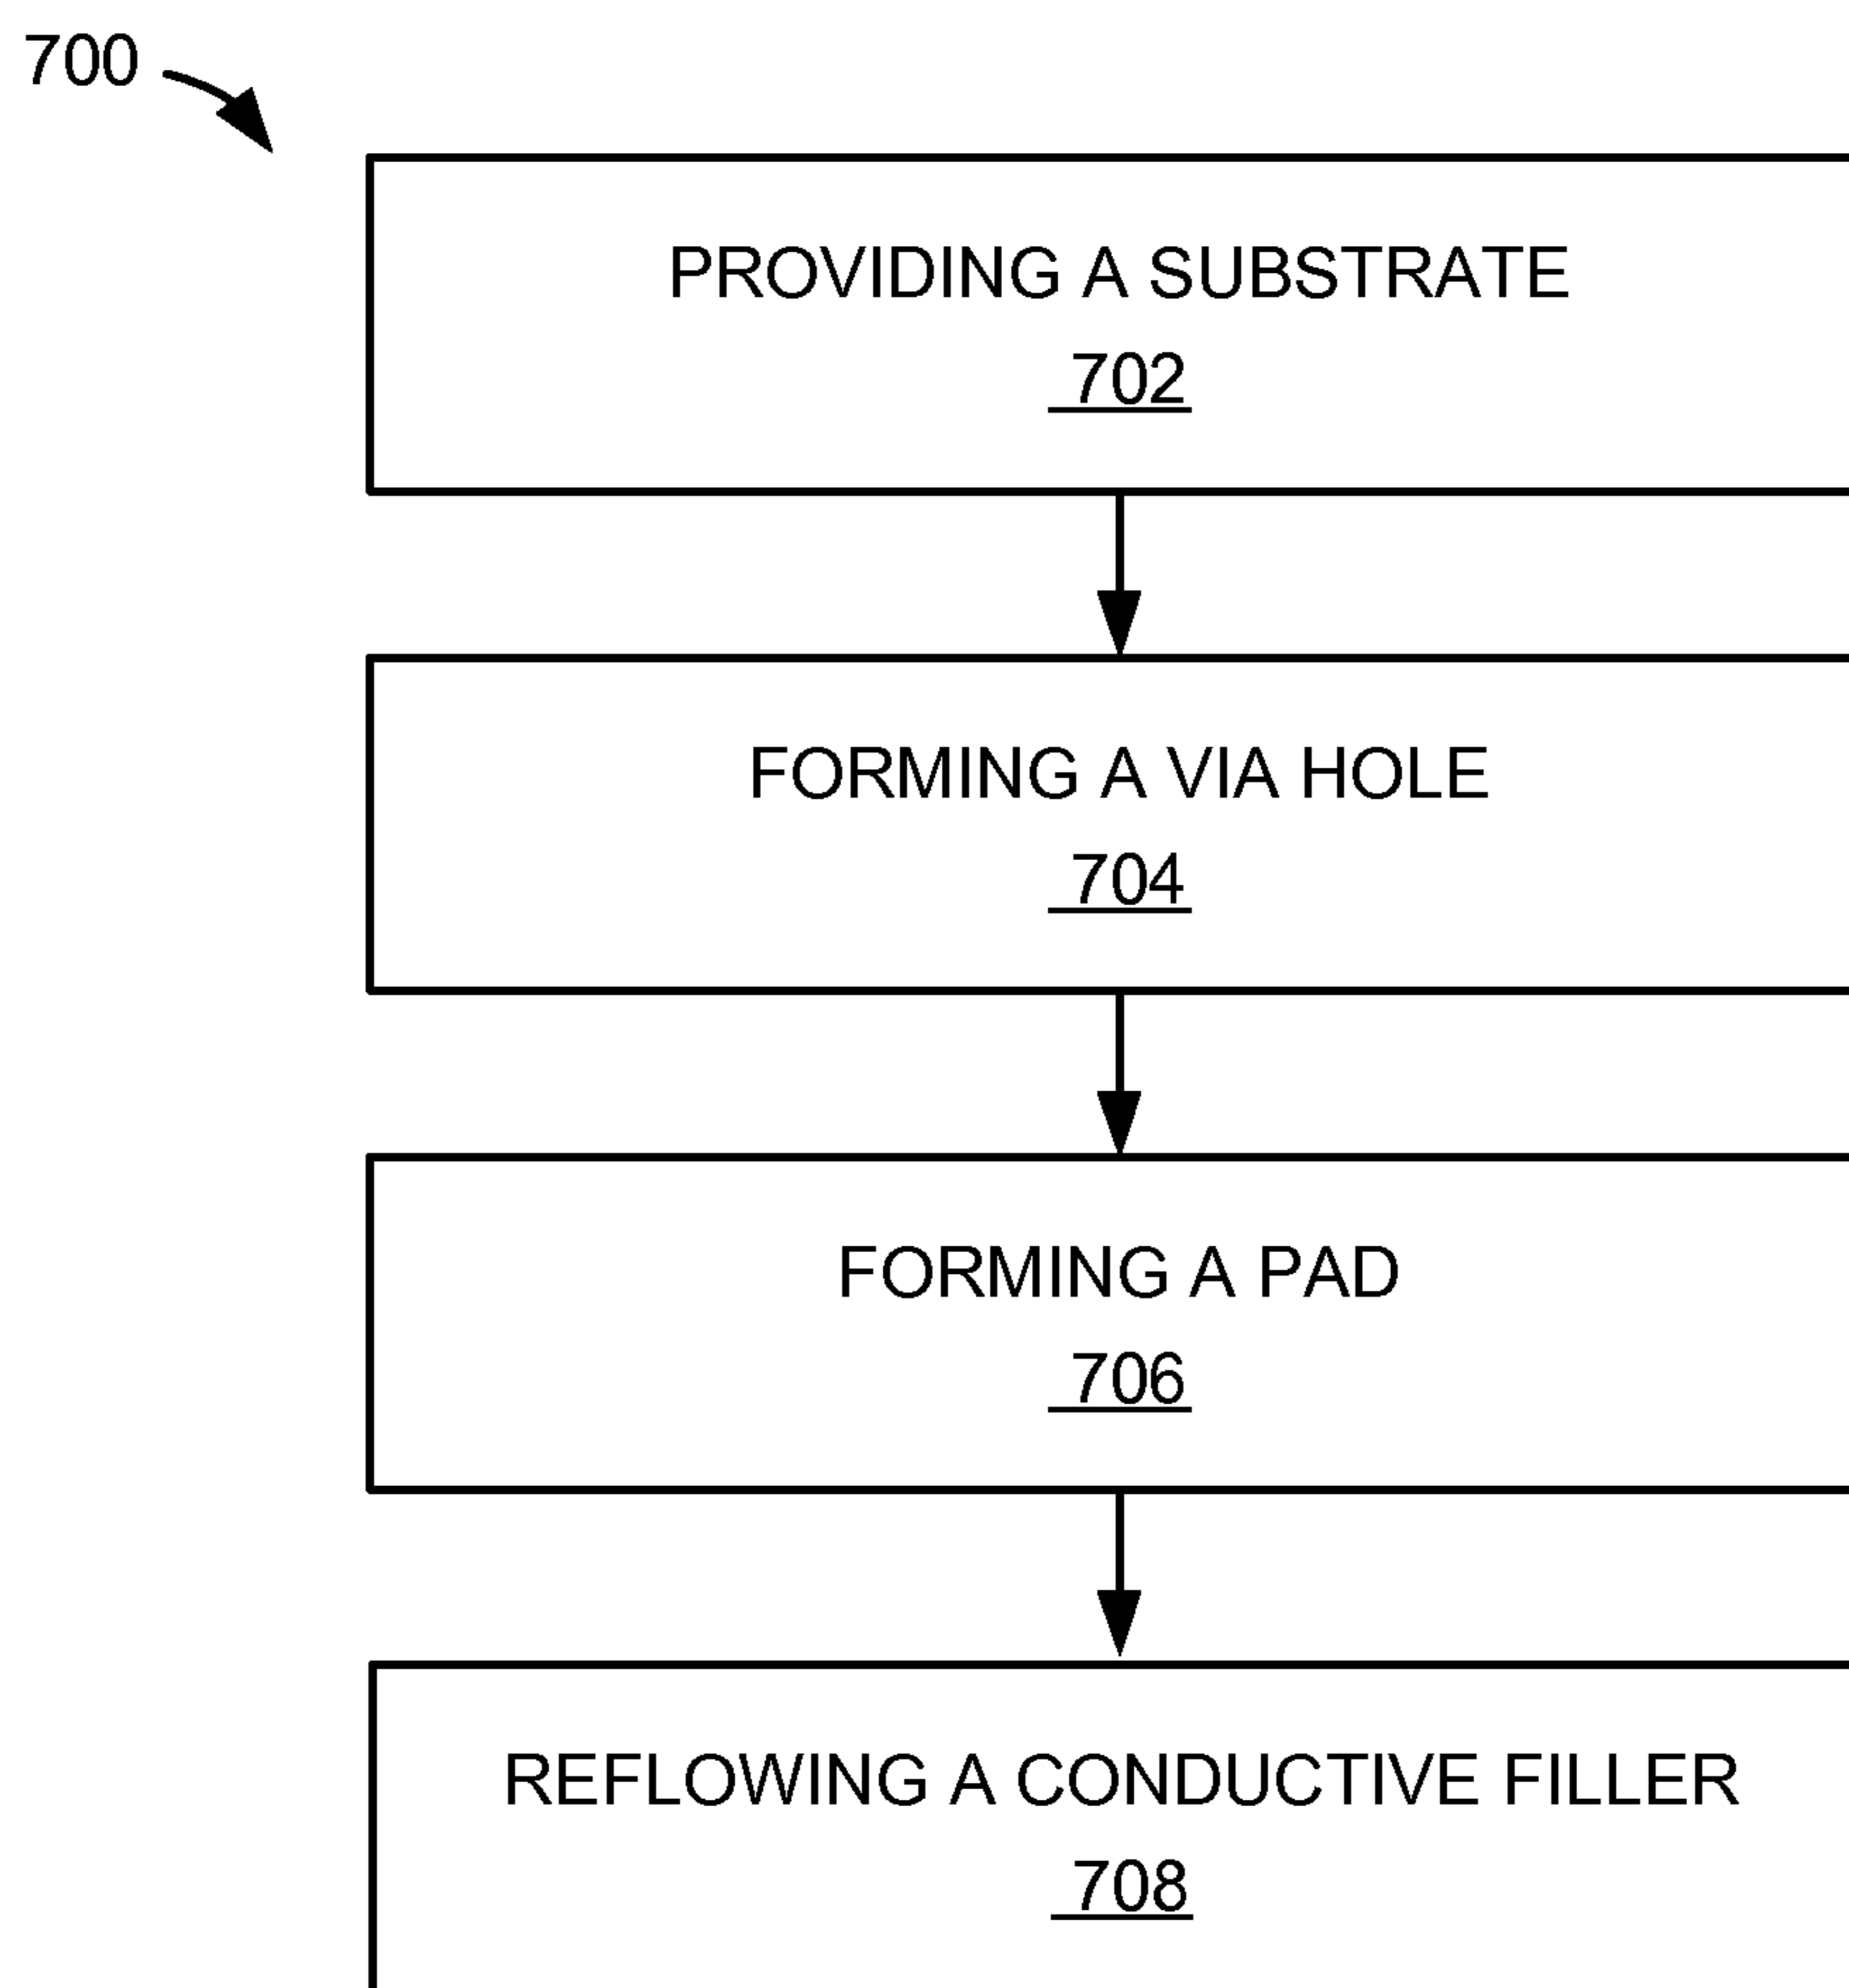 700
PROVIDING A SUBSTRATE
702
FORMING A VIA HOLE
704
FORMING A PAD
706
REFLOWING A CONDUCTIVE FILLER
708